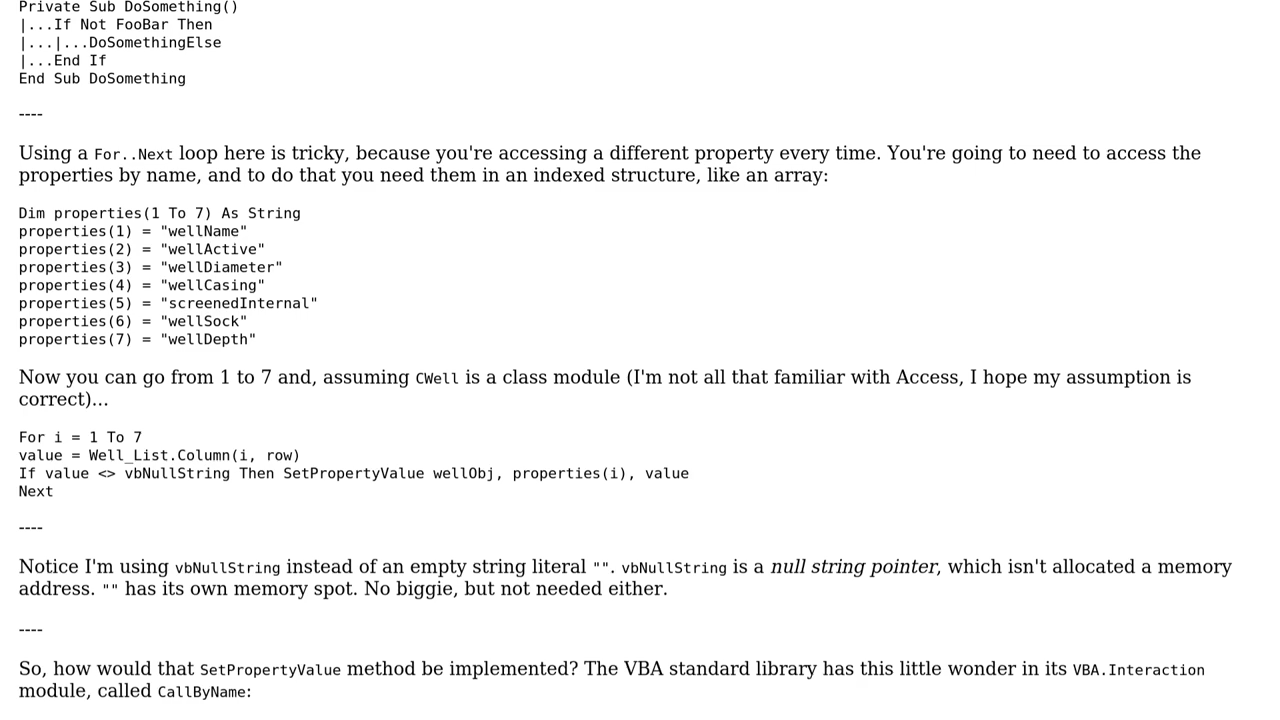 Private Sub DoSomething()
|...If Not FooBar Then
|...|...DoSomethingElse
|...End If
End Sub DoSomething
----
Using a For..Next loop here is tricky, because you're accessing a different property every time. You're going to need to access the
properties by name, and to do that you need them in an indexed structure, like an array:
Dim properties(1 To 7) As String
properties(1) = "wellName"
properties(2) = "wellActive"
properties(3) = "wellDiameter"
properties(4) = "wellCasing"
properties(5) = "screenedInternal"
properties(6) = "wellSock"
properties(7) = "wellDepth"
Now you can go from 1 to 7 and, assuming CWell is a class module (I'm not all that familiar with Access, I hope my assumption is
correct)...
For i = 1 To 7
value = Well_List.Column(i, row)
If value <> vbNullString Then SetPropertyValue wellObj, properties(i), value
Next
----
Notice I'm using vbNullString instead of an empty string literal "". vbNullString is a null string pointer, which isn't allocated a memory
address. "" has its own memory spot. No biggie, but not needed either.
----
So, how would that SetPropertyValue method be implemented? The VBA standard library has this little wonder in its VBA.Interaction
module, called CallByName: